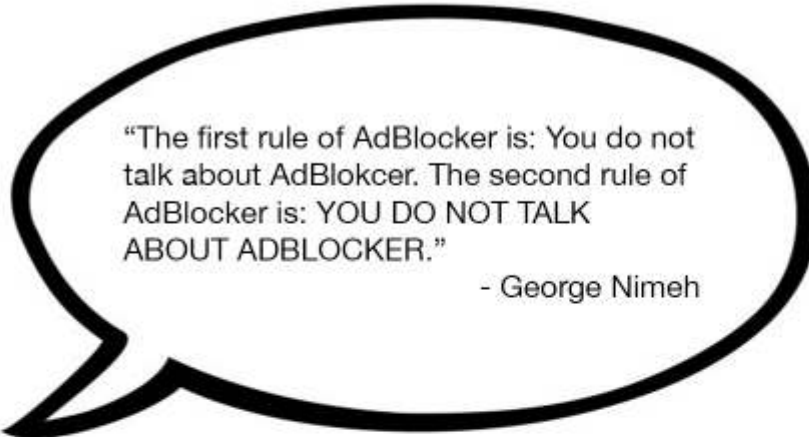 “The first rule of AdBlocker is: You do not
talk about AdBlokcer. The second rule of
AdBlocker is: YOU DO NOT TALK
ABOUT ADBLOCKER.”
- George Nimeh